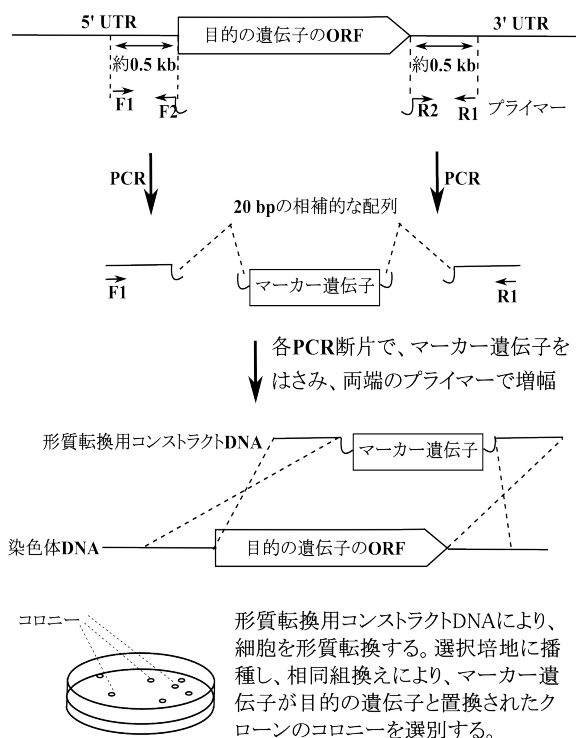 5' UTR
目的の遺伝子のORF
3' UTR
約0.5 kb
約0.5 kb
F1
F2
R2
R1
プライマー
PCR
PCR
20 bpの相補的な配列
F1
マーカー遺伝子
R1
各PCR断片で、マーカー遺伝子を
はさみ、両端のプライマーで増幅
形質転換用コンストラクトDNA
マーカー遺伝子
染色体DNA
目的の遺伝子のORF
コロニー
形質転換用コンストラクトDNAにより、
細胞を形質転換する。選択培地に播
種し、相同組換えにより、マーカー遺
伝子が目的の遺伝子と置換されたク
ローンのコロニーを選別する。